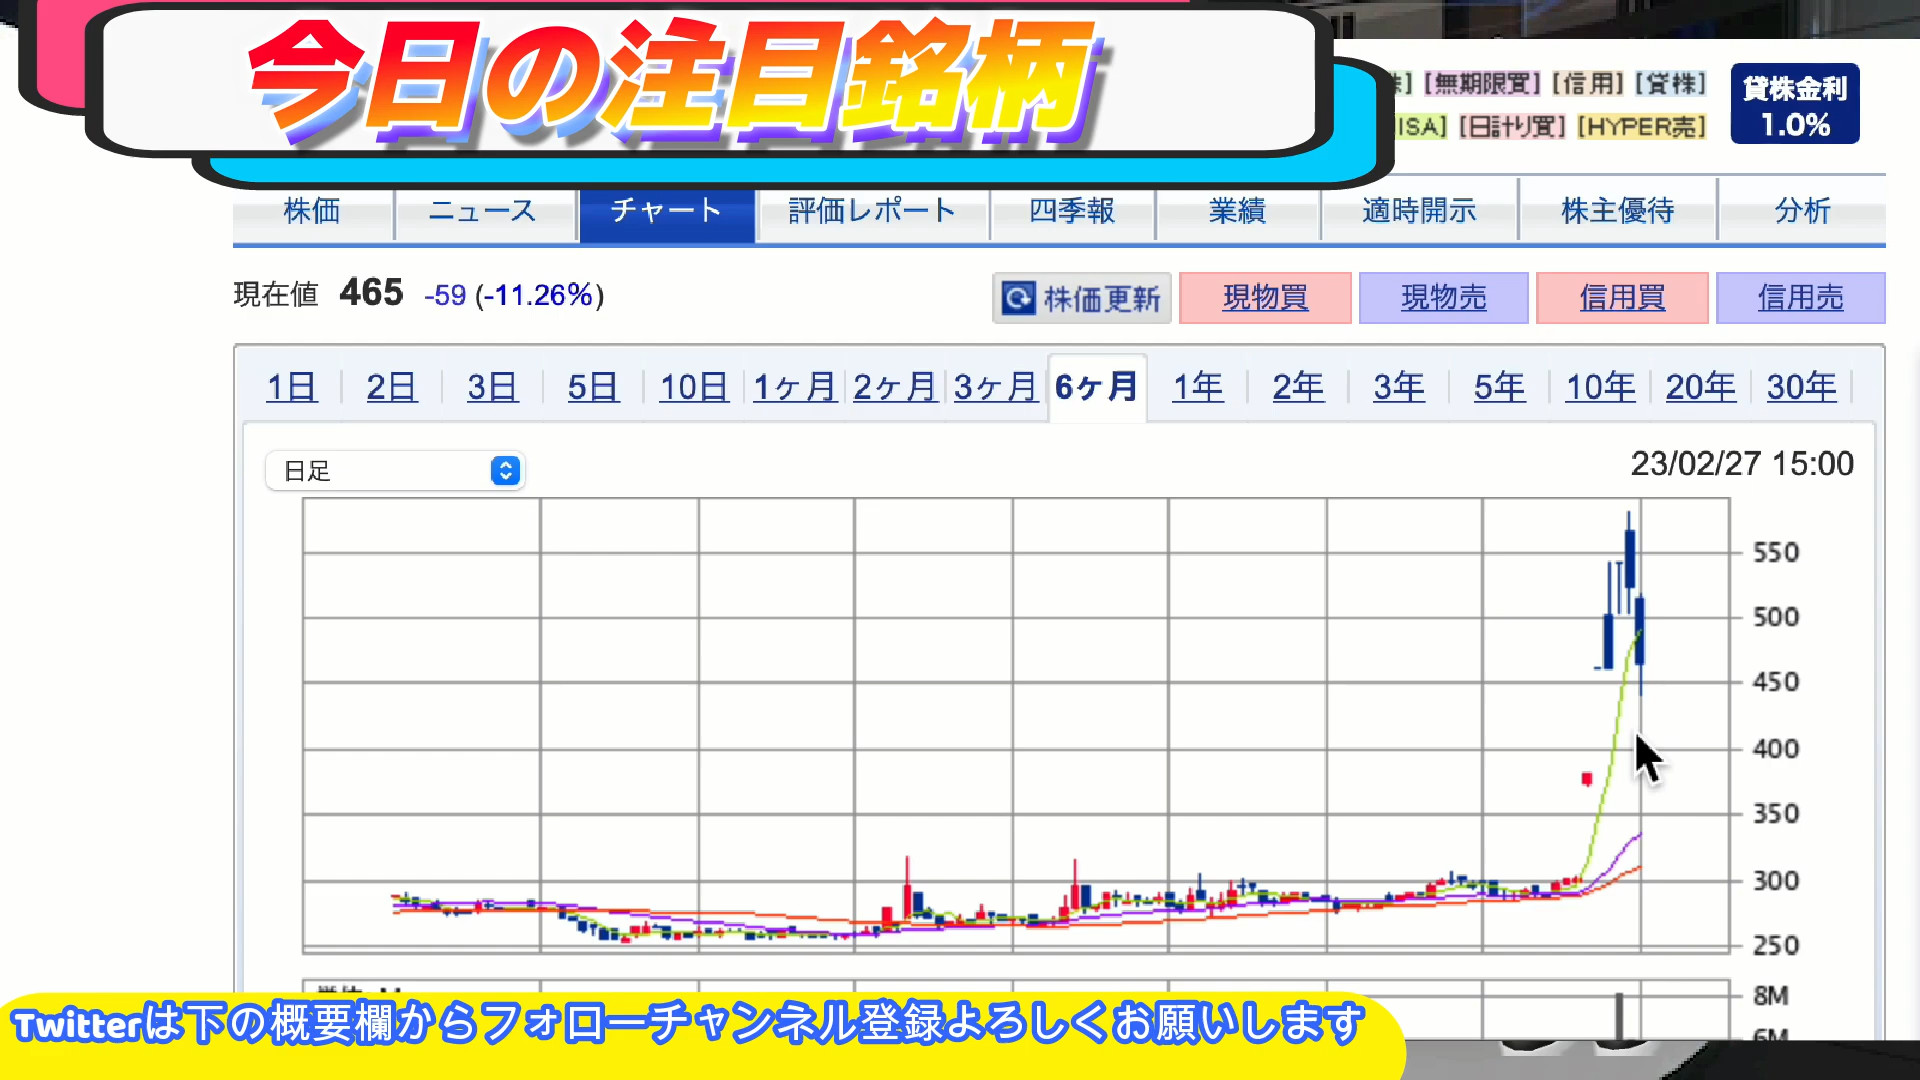 今日の注目銘柄
[無期限買] [信用] [貸株]
ISA] [日計り買] [HYPER売]
貸株金利
1.0%
株価 ニュース チャート 評価レポート 四季報 業績 適時開示 株主優待 分析
現在値 465 -59 (-11.26%)
株価更新 現物買 現物売 信用買 信用売
1日 2日 3日 5日 10日 1ヶ月 2ヶ月 3ヶ月 6ヶ月 1年 2年 3年 5年 10年 20年 30年
日足
23/02/27 15:00
550
500
450
400
350
300
250
8M
6M
Twitterは下の概要欄からフォローチャンネル登録よろしくお願いします